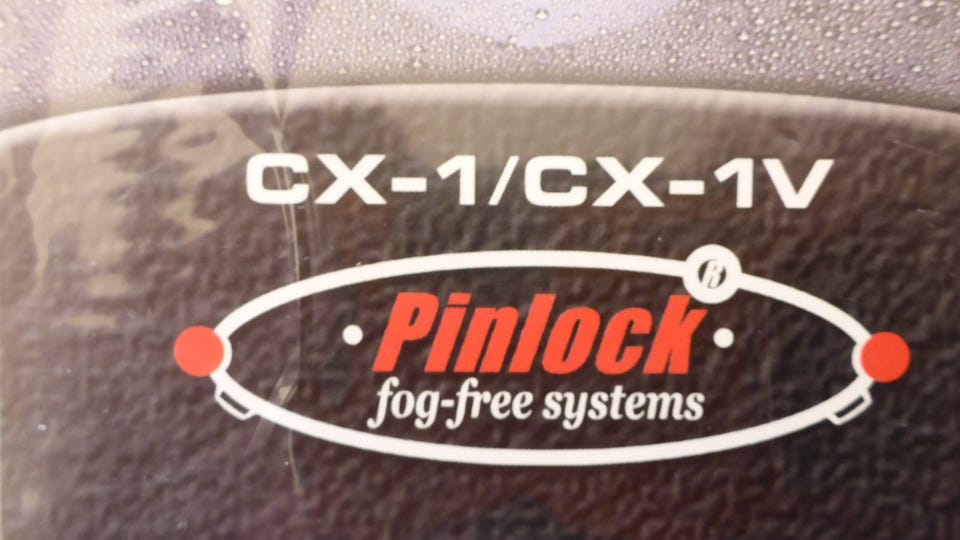 CX-1/CX-1V
®
Pinlock
fog-free systems